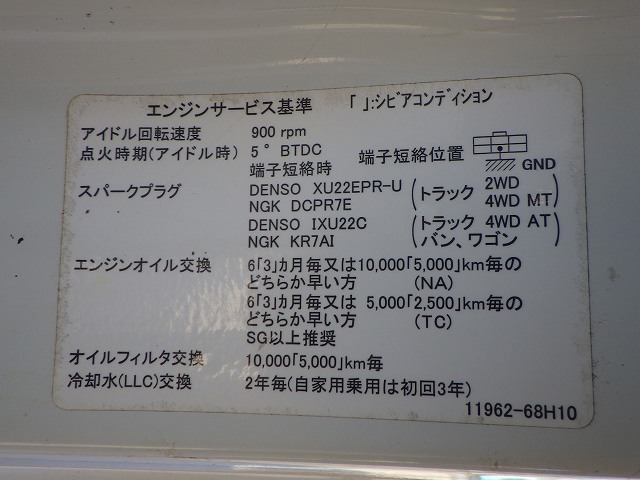 エンジンサービス基準 「 」:シビアコンディション
アイドル回転速度 900 rpm
点火時期(アイドル時) 5° BTDC
端子短絡時 端子短絡位置 GND
スパークプラグ DENSO XU22EPR-U (トラック 2WD
NGK DCPR7E 4WD MT)
DENSO IXU22C (トラック 4WD AT)
NGK KR7AI バン、ワゴン
エンジンオイル交換 6「3」カ月毎又は10,000「5,000」km毎の
どちらか早い方 (NA)
6「3」カ月毎又は 5,000「2,500」km毎の
どちらか早い方 (TC)
SG以上推奨
オイルフィルタ交換 10,000「5,000」km毎
冷却水(LLC)交換 2年毎(自家用乗用は初回3年)
11962-68H10